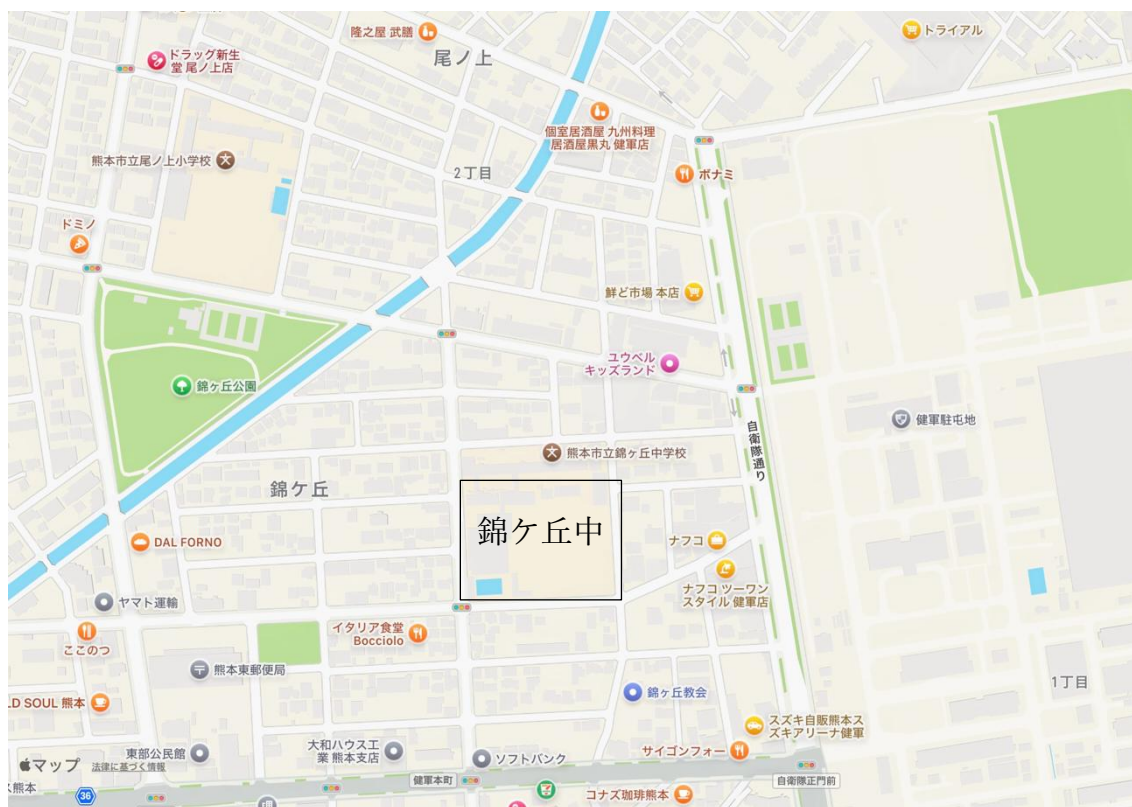 隆之屋 武膳
トライアル
尾ノ上
ドラッグ新生
堂 尾ノ上店
個室居酒屋 九州料理
居酒屋黒丸 健軍店
熊本市立尾ノ上小学校
2丁目
ボナミ
ドミノ
鮮ど市場 本店
ユウベル
キッズランド
錦ヶ丘公園
健軍駐屯地
自衛隊通り
熊本市立錦ヶ丘中学校
錦ケ丘
錦ケ丘中
DAL FORNO
ナフコ
ナフコ ツーワン
スタイル 健軍店
ヤマト運輸
イタリア食堂
Bocciolo
ここのつ
熊本東郵便局
1丁目
錦ヶ丘教会
LD SOUL 熊本
スズキ自販熊本ス
ズキアリーナ健軍
東部公民館
大和ハウス工
業 熊本支店
ソフトバンク
サイゴンフォー
マップ
法律に基づく情報
健軍本町
自衛隊正門前
熊本
36
コナズ珈琲熊本